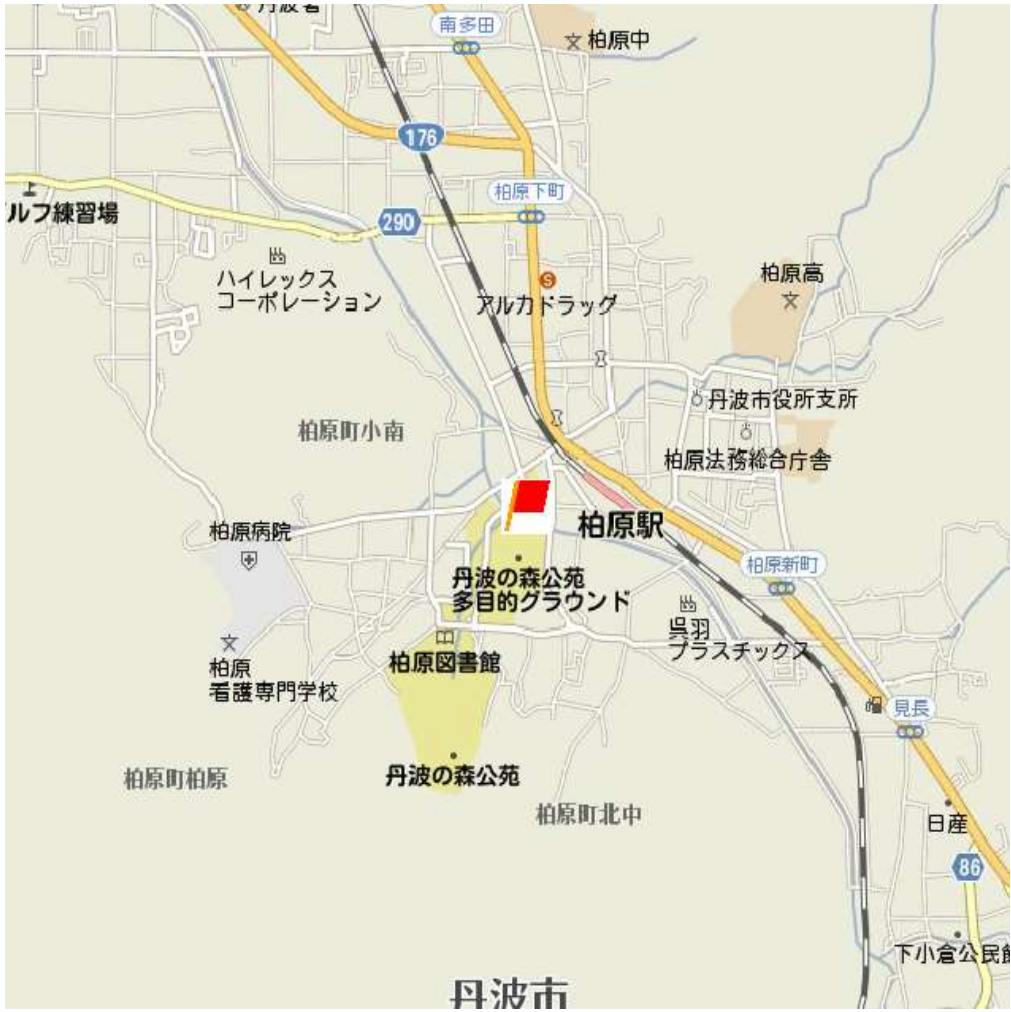 丹波署
南多田
柏原中
176
柏原下町
ルフ練習場
290
ハイレックス
コーポレーション
柏原高
S
アルカドラッグ
丹波市役所支所
柏原町小南
柏原法務総合庁舎
柏原駅
柏原病院
柏原新町
丹波の森公苑
多目的グラウンド
呉羽
プラスチックス
柏原図書館
柏原
看護専門学校
見長
柏原町柏原
丹波の森公苑
柏原町北中
日産
86
下小倉公民館
丹波市